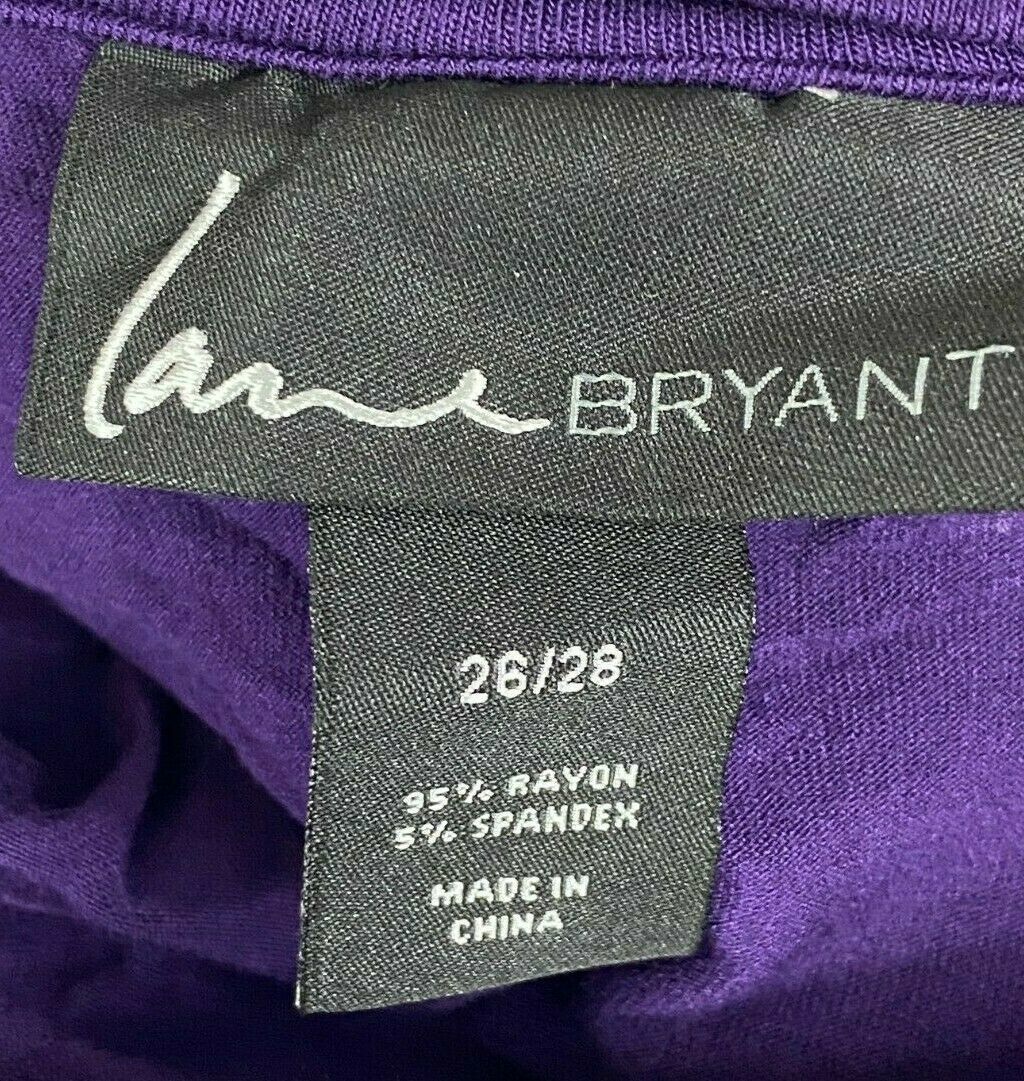 lane BRYANT
26/28
95% RAYON
5% SPANDEX
MADE IN
CHINA